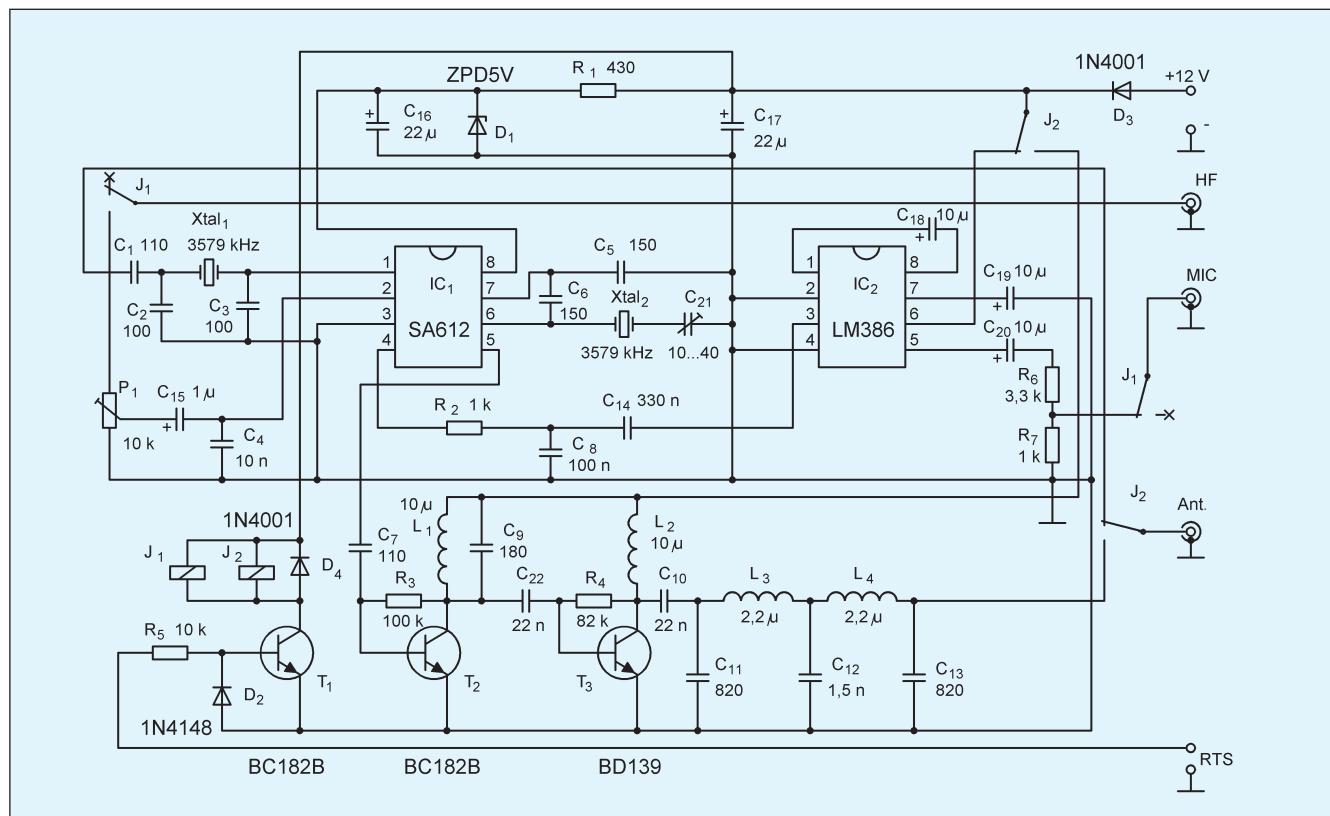 1N4001
ZPD5V
R1 430
+12 V
C16
22 µ
D1
C17
22 µ
J2
D3
-
J1
HF
Xtal1
3579 kHz
C1 110
C2
100
C3
100
1
2
3
4
8
7
6
5
IC1
SA612
C5 150
C6
150
Xtal2
3579 kHz
C21
10...40
C18
10 µ
1
2
3
4
8
7
6
5
IC2
LM386
C19 10 µ
C20 10 µ
MIC
J1
R6
3,3 k
R7
1 k
P1
10 k
C15 1 µ
C4
10 n
R2 1 k
C14 330 n
C8
100 n
J2
Ant.
1N4001
J1
J2
D4
10 µ
L1
C7
110
C9
180
L2
10 µ
R3
100 k
C22
22 n
R4
82 k
C10
22 n
L3
2,2 µ
L4
2,2 µ
R5 10 k
D2
T1
T2
T3
C11
820
C12
1,5 n
C13
820
1N4148
BC182B
BC182B
BD139
RTS